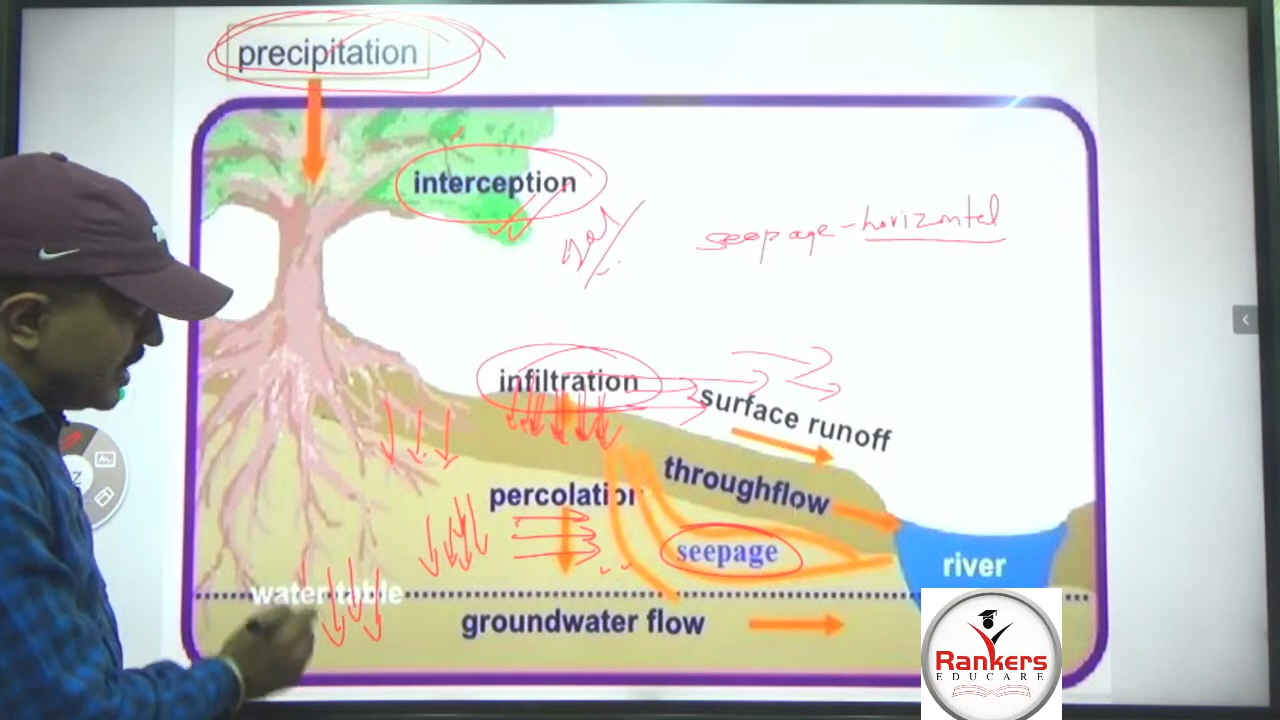 precipitation
interception
seepage - horizontal
infiltration
surface runoff
throughflow
percolation
seepage
river
water table
groundwater flow
Z
Rankers
EDUCARE